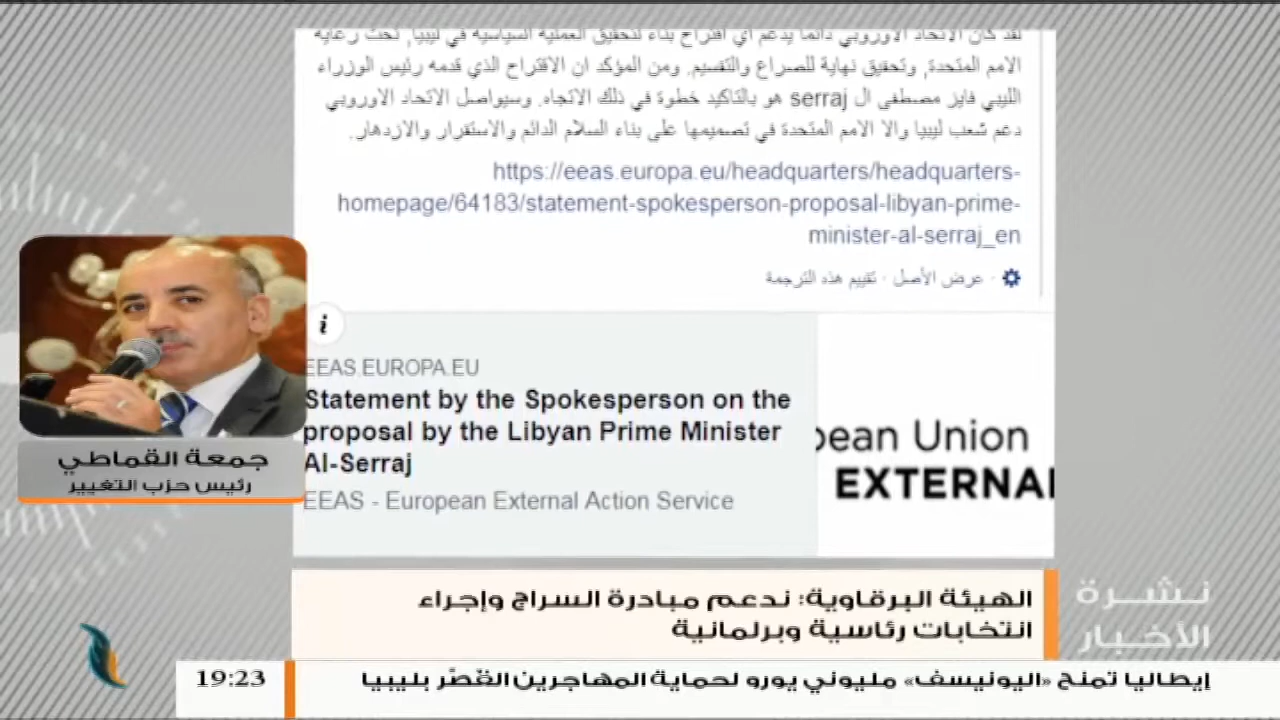 لقد كان الاتحاد الاوروبي دائما يدعم اي اقتراح بناء لتحقيق العملية السياسية في ليبيا, تحت رعاية
الامم المتحدة, وتحقيق نهاية للصراع والتقسيم. ومن المؤكد ان الاقتراح الذي قدمه رئيس الوزراء
الليبي فايز مصطفى ال serraj هو بالتاكيد خطوة في ذلك الاتجاه. وسيواصل الاتحاد الاوروبي
دعم شعب ليبيا والا الامم المتحدة في تصميمها على بناء السلام الدائم والاستقرار والازدهار.
https://eeas.europa.eu/headquarters/headquarters-
homepage/64183/statement-spokesperson-proposal-libyan-prime-
minister-al-serraj_en
عرض الأصل · تقييم هذه الترجمة
i
EEAS.EUROPA.EU
Statement by the Spokesperson on the
proposal by the Libyan Prime Minister
Al-Serraj
EEAS - European External Action Service
pean Union
EXTERNA
جمعة القماطي
رئيس حزب التغيير
نشرة
الأخبار
الهيئة البرقاوية: ندعم مبادرة السراج وإجراء
انتخابات رئاسية وبرلمانية
إيطاليا تمنح «اليونيسف» مليوني يورو لحماية المهاجرين القصّر بليبيا
19:23